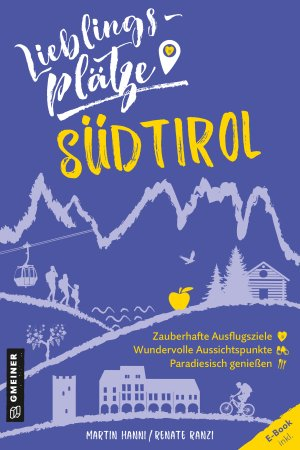 Lieblings-
plätze
SÜDTIROL
Zauberhafte Ausflugsziele
Wundervolle Aussichtspunkte
Paradiesisch genießen
E-Book
inkl.
GMEINER
MARTIN HANNI / RENATE RANZI